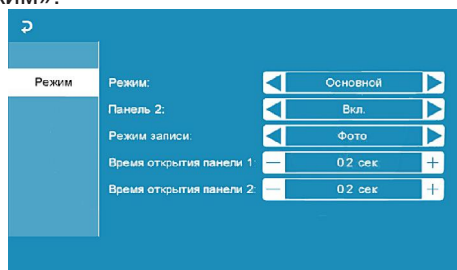 Режим
Режим: Основной
Панель 2: Вкл.
Режим записи: Фото
Время открытия панели 1: 02 сек
Время открытия панели 2: 02 сек